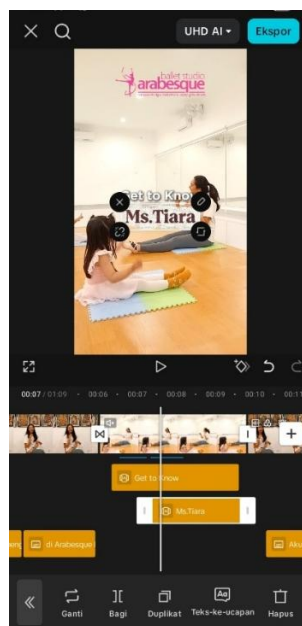 UHD AI
Ekspor
balet studio
arabesque
Get to Know
Ms.Tiara
00:07 / 01:09 00:06 00:07 00:08 00:09 00:10
Get to Know
Ms.Tiara
di Arabesque
Aku
Ganti
Bagi
Duplikat
Teks-ke-ucapan
Hapus